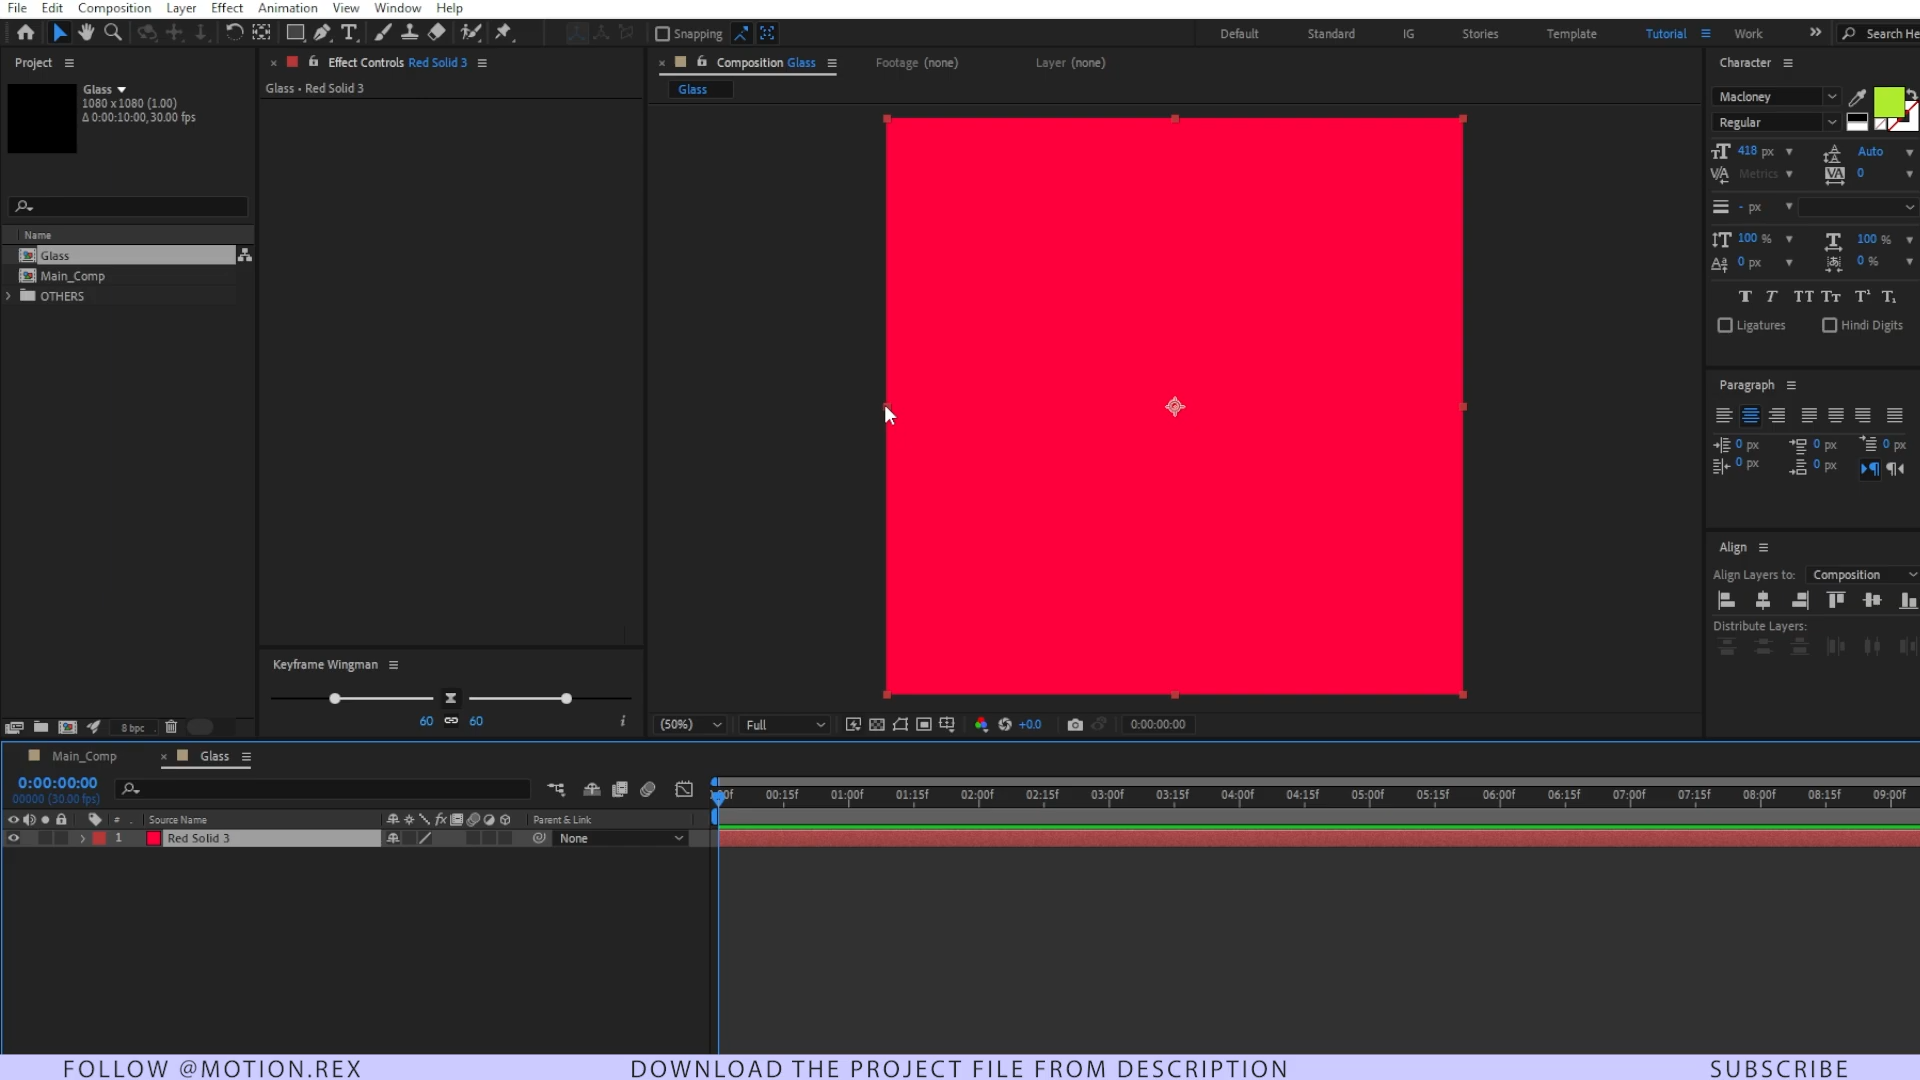 File Edit Composition Layer Effect Animation View Window Help
Snapping Default Standard IG Stories Template Tutorial Work Search He
Project
Effect Controls Red Solid 3
Composition Glass
Footage (none)
Layer (none)
Character
Glass
1080 x 1080 (1.00)
Δ 0:00:10:00, 30.00 fps
Glass • Red Solid 3
Glass
Macloney
Regular
418 px
Auto
Metrics
0
- px
100 %
100 %
0 px
0 %
Ligatures
Hindi Digits
Name
Glass
Main_Comp
OTHERS
Paragraph
0 px
0 px
0 px
0 px
0 px
Align
Align Layers to: Composition
Distribute Layers:
Keyframe Wingman
60 60
8 bpc
(50%)
Full
+0.0
0:00:00:00
Main_Comp
Glass
0:00:00:00
00000 (30.00 fps)
00:15f 01:00f 01:15f 02:00f 02:15f 03:00f 03:15f 04:00f 04:15f 05:00f 05:15f 06:00f 06:15f 07:00f 07:15f 08:00f 08:15f 09:00f
# Source Name Parent & Link
1 Red Solid 3 None
FOLLOW @MOTION.REX DOWNLOAD THE PROJECT FILE FROM DESCRIPTION SUBSCRIBE